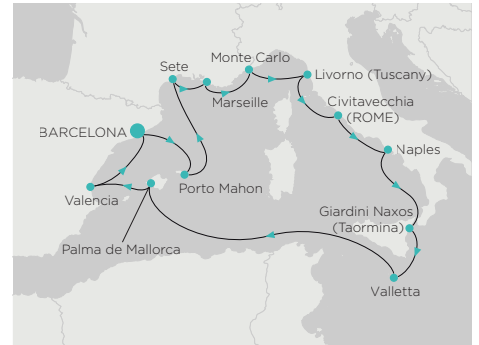 Monte Carlo
Sete
Livorno (Tuscany)
Marseille
Civitavecchia
(ROME)
BARCELONA
Naples
Porto Mahon
Valencia
Giardini Naxos
(Taormina)
Palma de Mallorca
Valletta